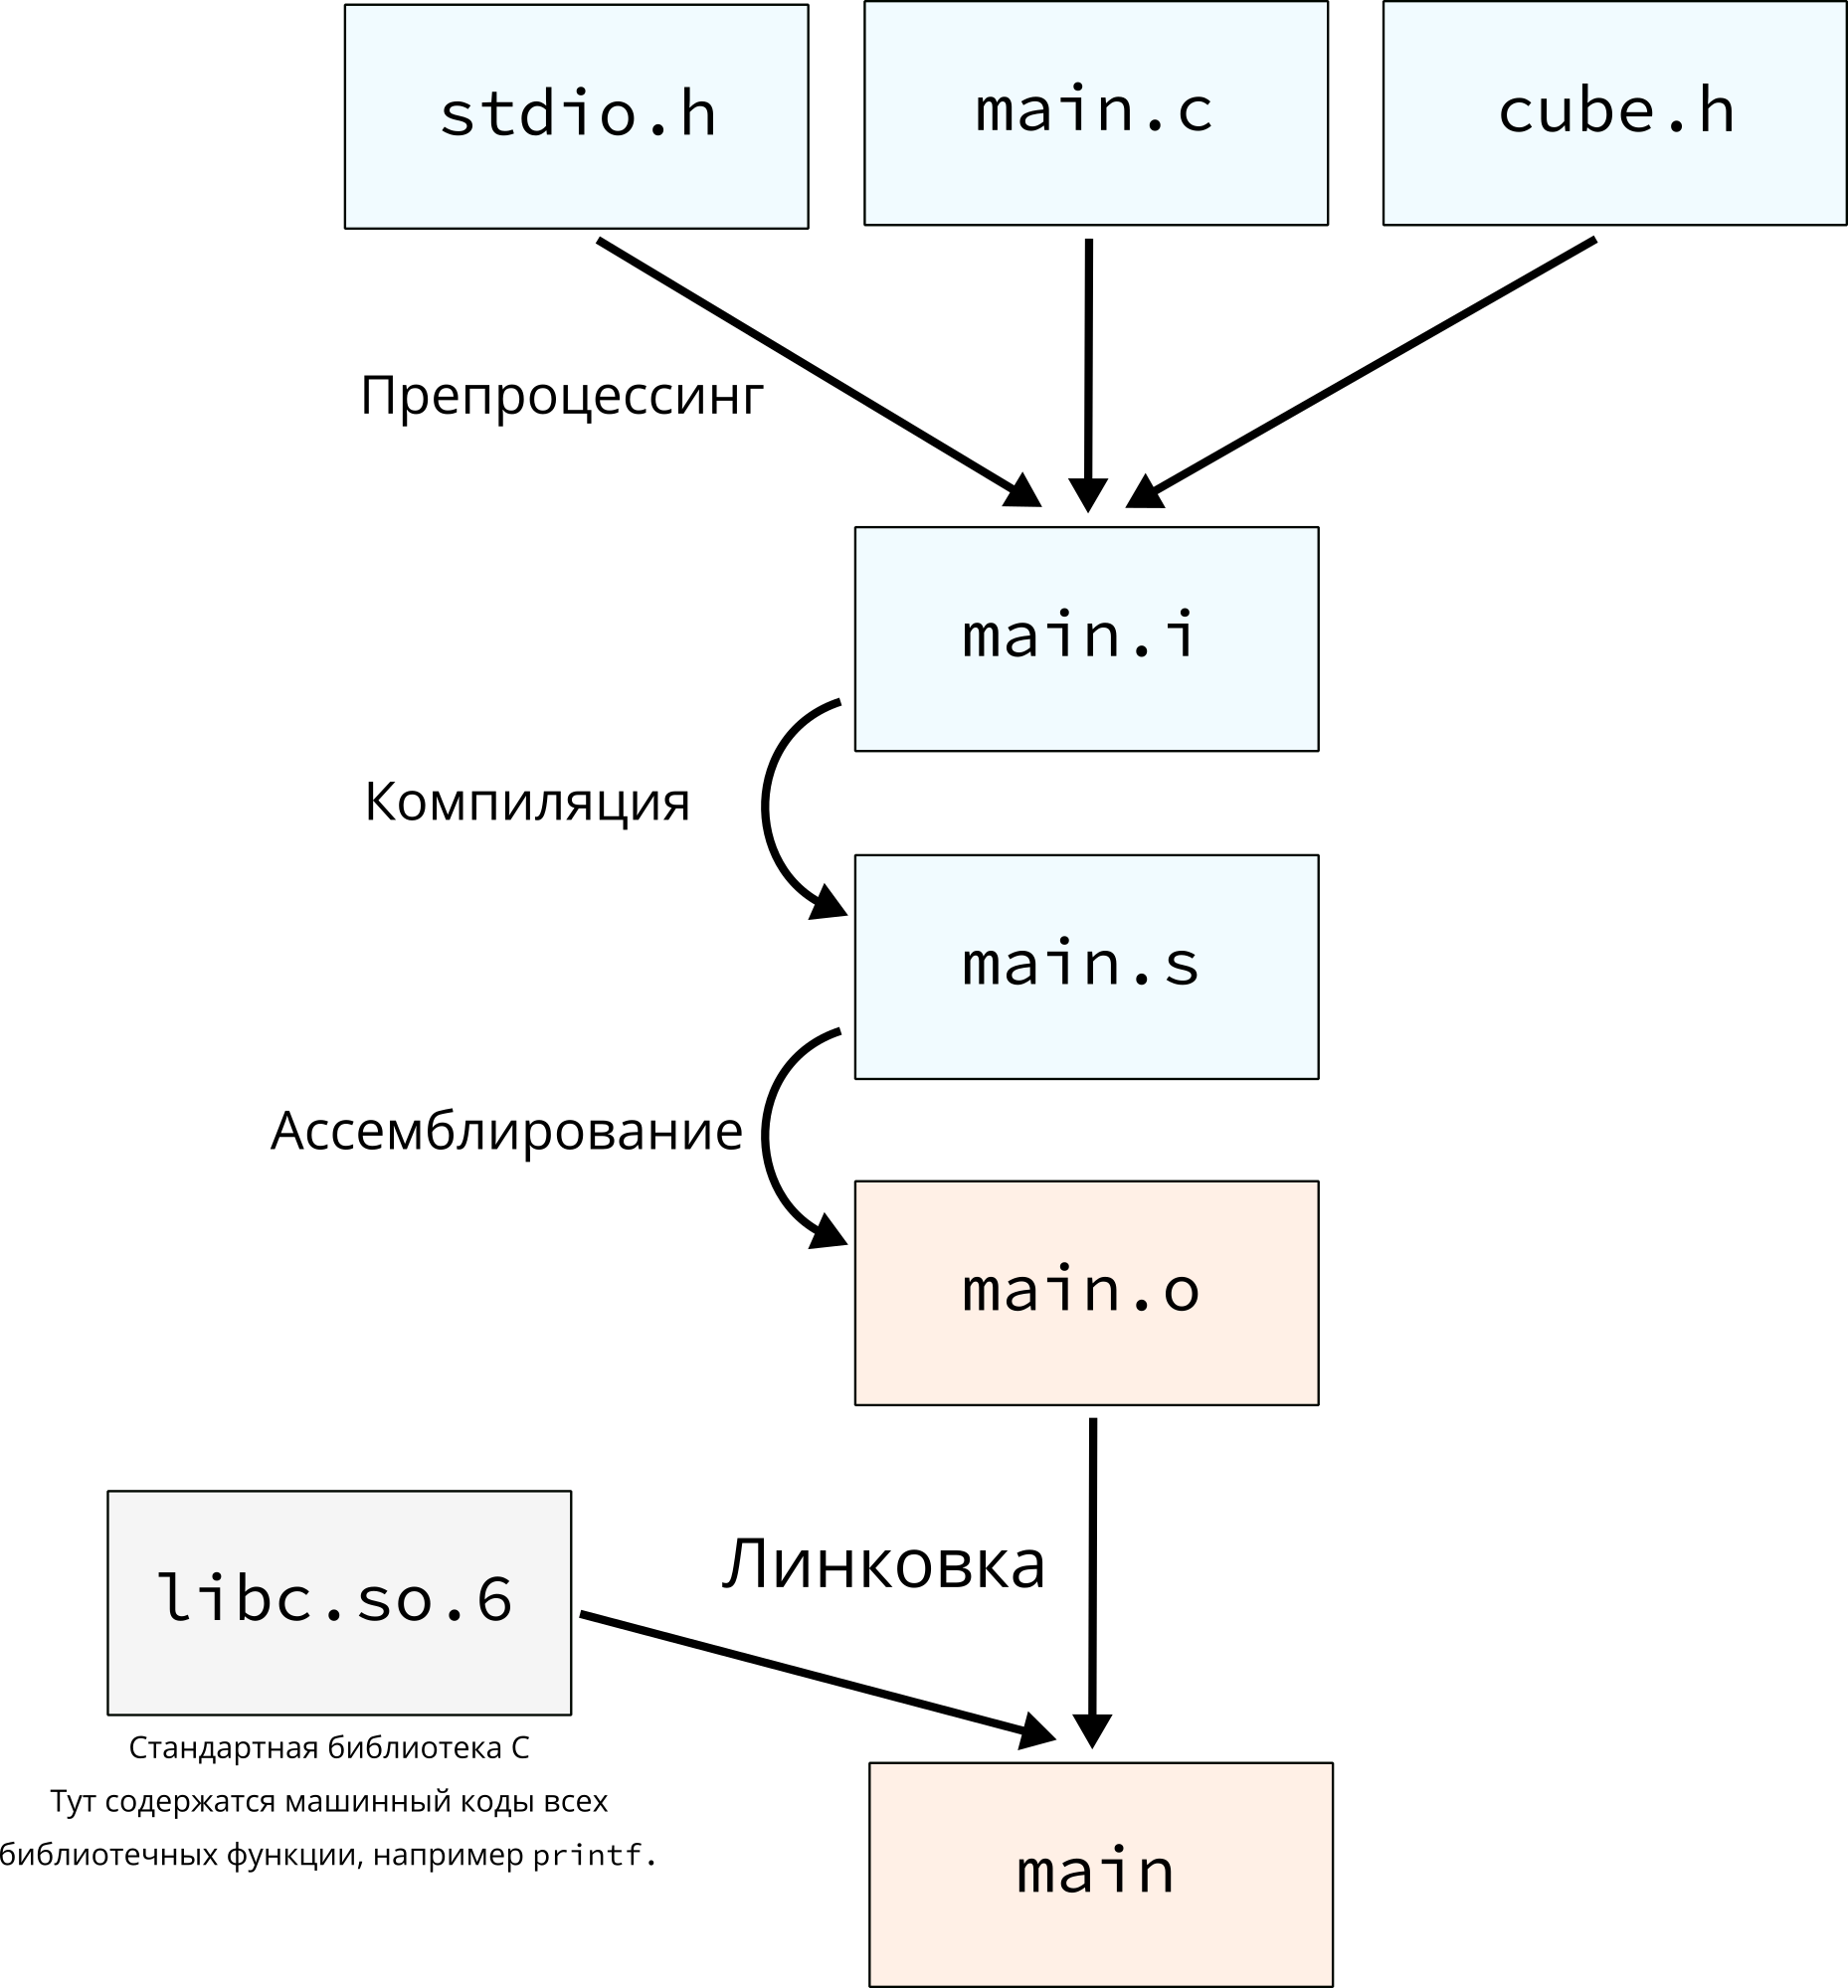 stdio.h
main.c
cube.h
Препроцессинг
main.i
Компиляция
main.s
Ассемблирование
main.o
libc.so.6
Линковка
Стандартная библиотека C
Тут содержатся машинный коды всех
библиотечных функции, например printf.
main